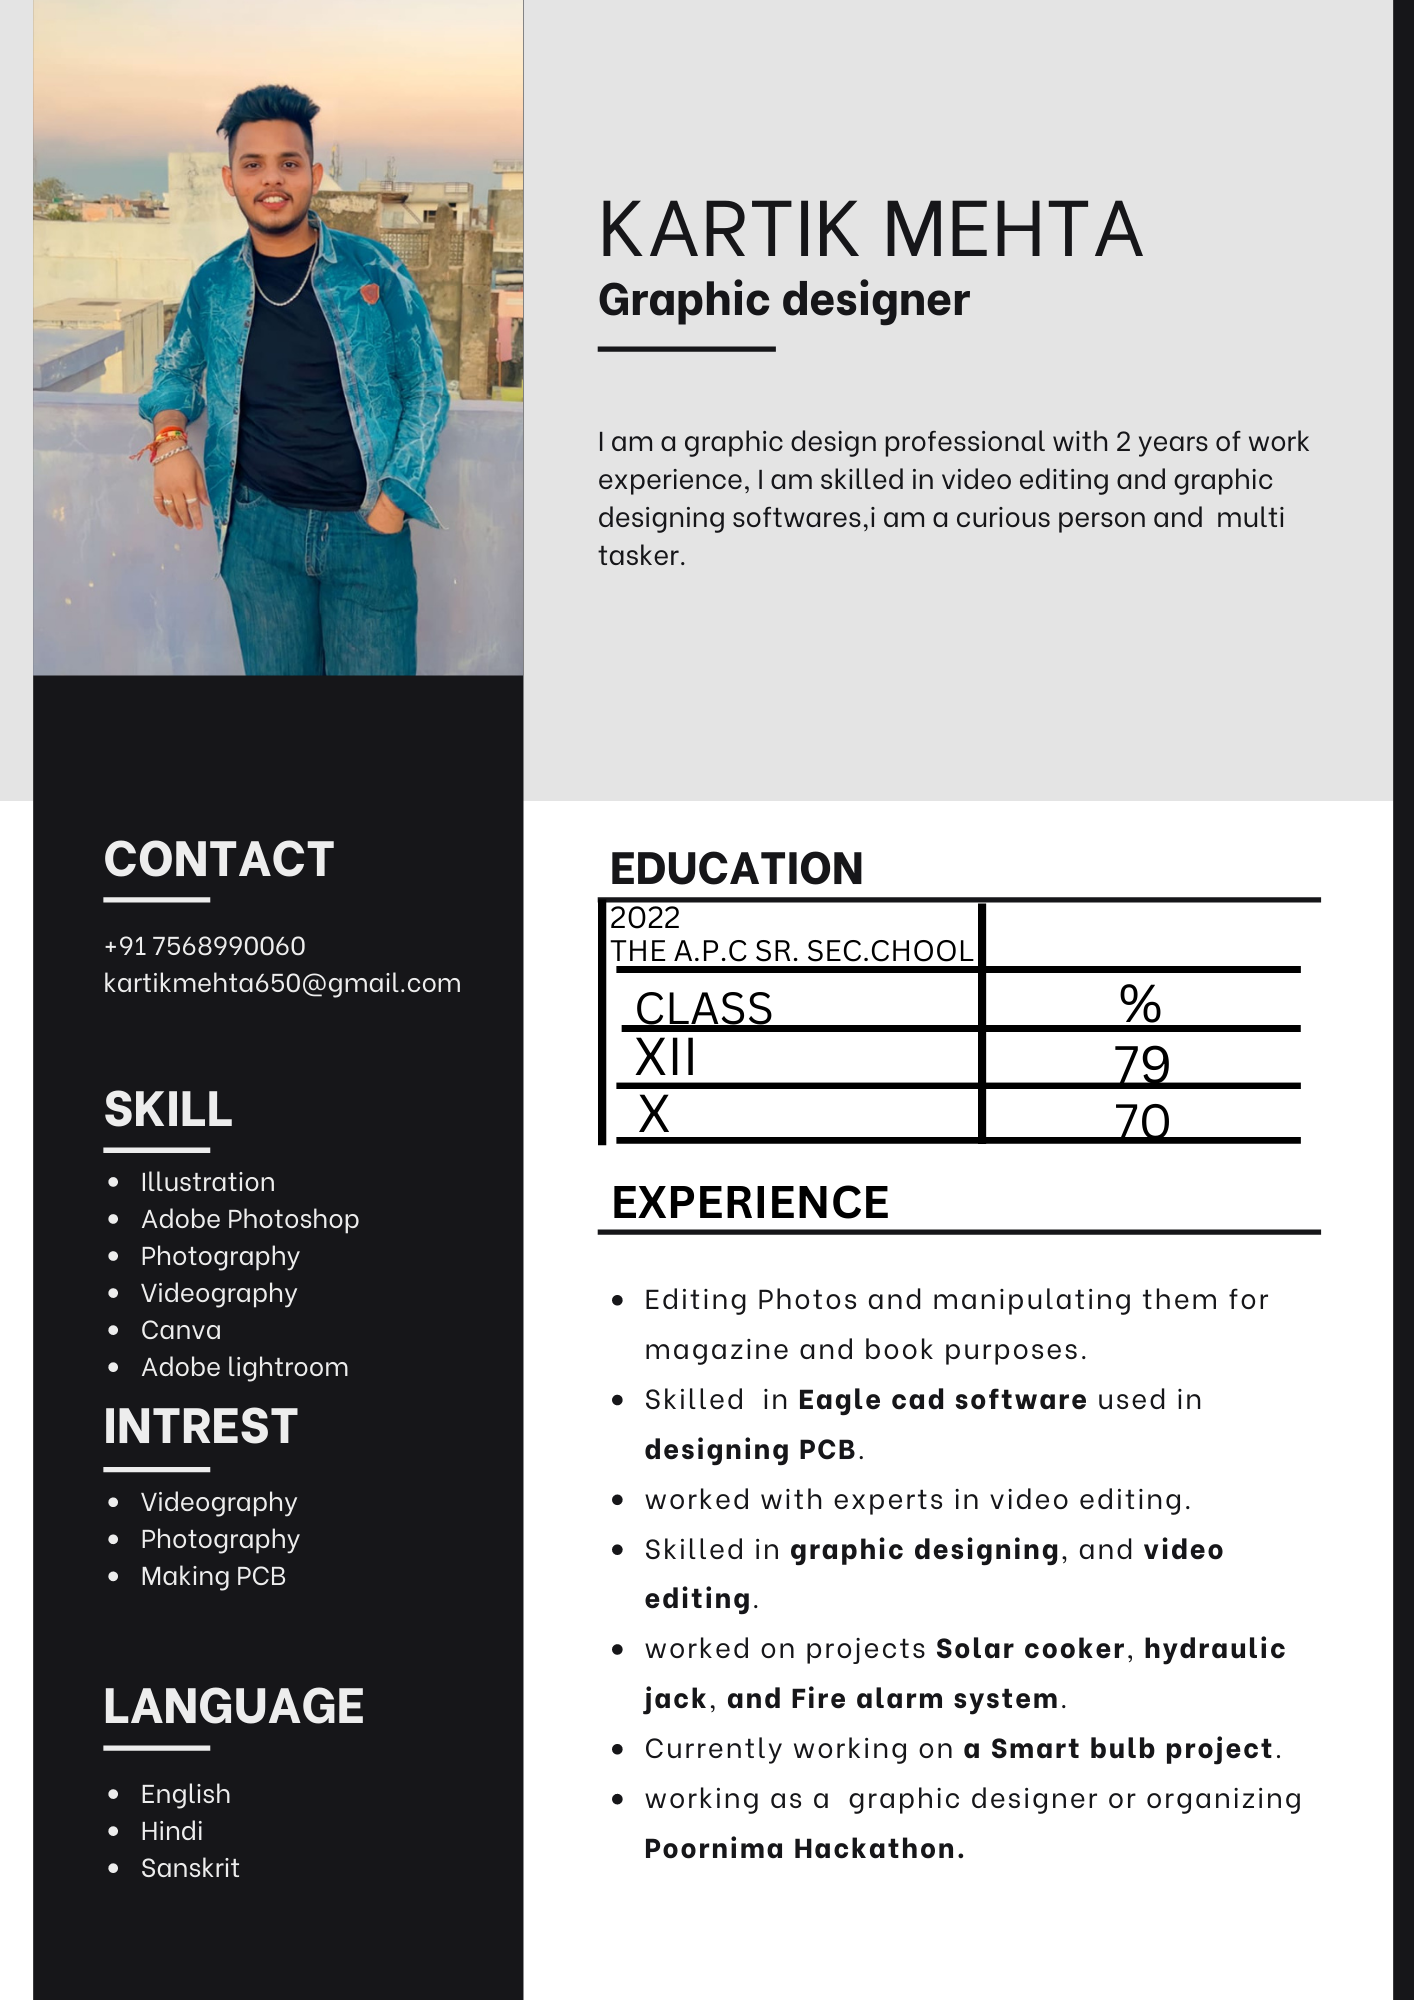 KARTIK MEHTA
Graphic designer
I am a graphic design professional with 2 years of work
experience, I am skilled in video editing and graphic
designing softwares,i am a curious person and  multi
tasker.
CONTACT
+91 7568990060
kartikmehta650@gmail.com
SKILL
Illustration
Adobe Photoshop
Photography
Videography
Canva
Adobe lightroom
INTREST
Videography
Photography
Making PCB
LANGUAGE
English
Hindi
Sanskrit
EDUCATION
2022
THE A.P.C SR. SEC.CHOOL
CLASS %
XII 79
X 70
EXPERIENCE
Editing Photos and manipulating them for
magazine and book purposes.
Skilled  in Eagle cad software used in
designing PCB.
worked with experts in video editing.
Skilled in graphic designing, and video
editing.
worked on projects Solar cooker, hydraulic
jack, and Fire alarm system.
Currently working on a Smart bulb project.
working as a  graphic designer or organizing
Poornima Hackathon.